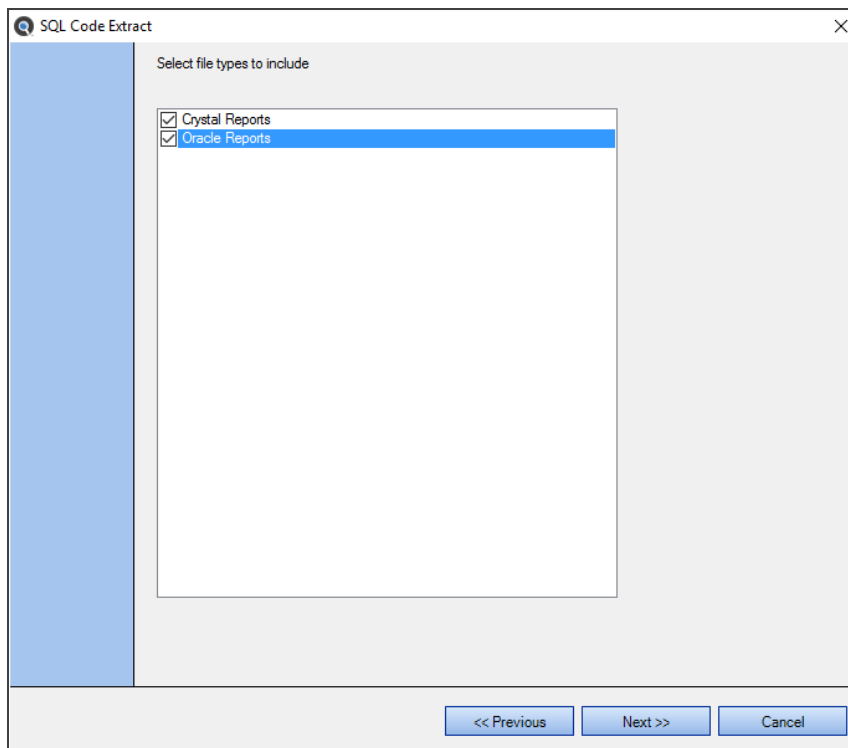 SQL Code Extract
Select file types to include
Crystal Reports
Oracle Reports
<< Previous
Next >>
Cancel